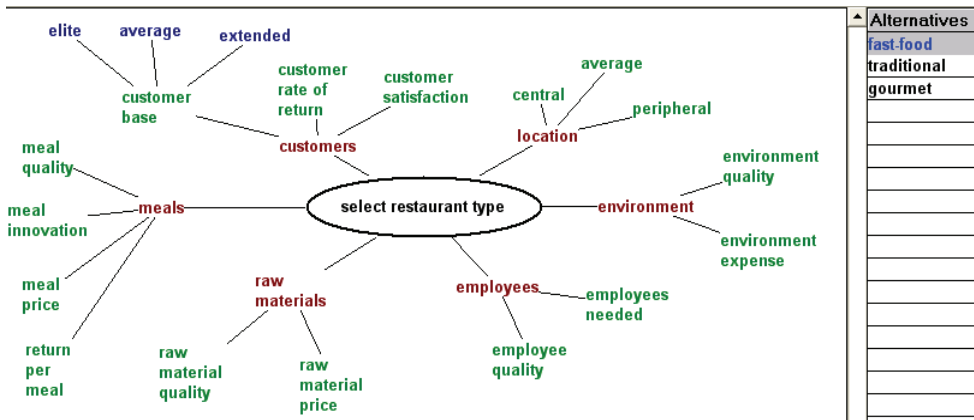 elite
average
extended
customer
base
customer
rate of
return
customer
satisfaction
customers
average
central
peripheral
location
meal
quality
meal
innovation
meals
meal
price
return
per
meal
select restaurant type
environment
quality
environment
environment
expense
raw
materials
raw
material
quality
raw
material
price
employees
employees
needed
employee
quality
Alternatives
fast-food
traditional
gourmet